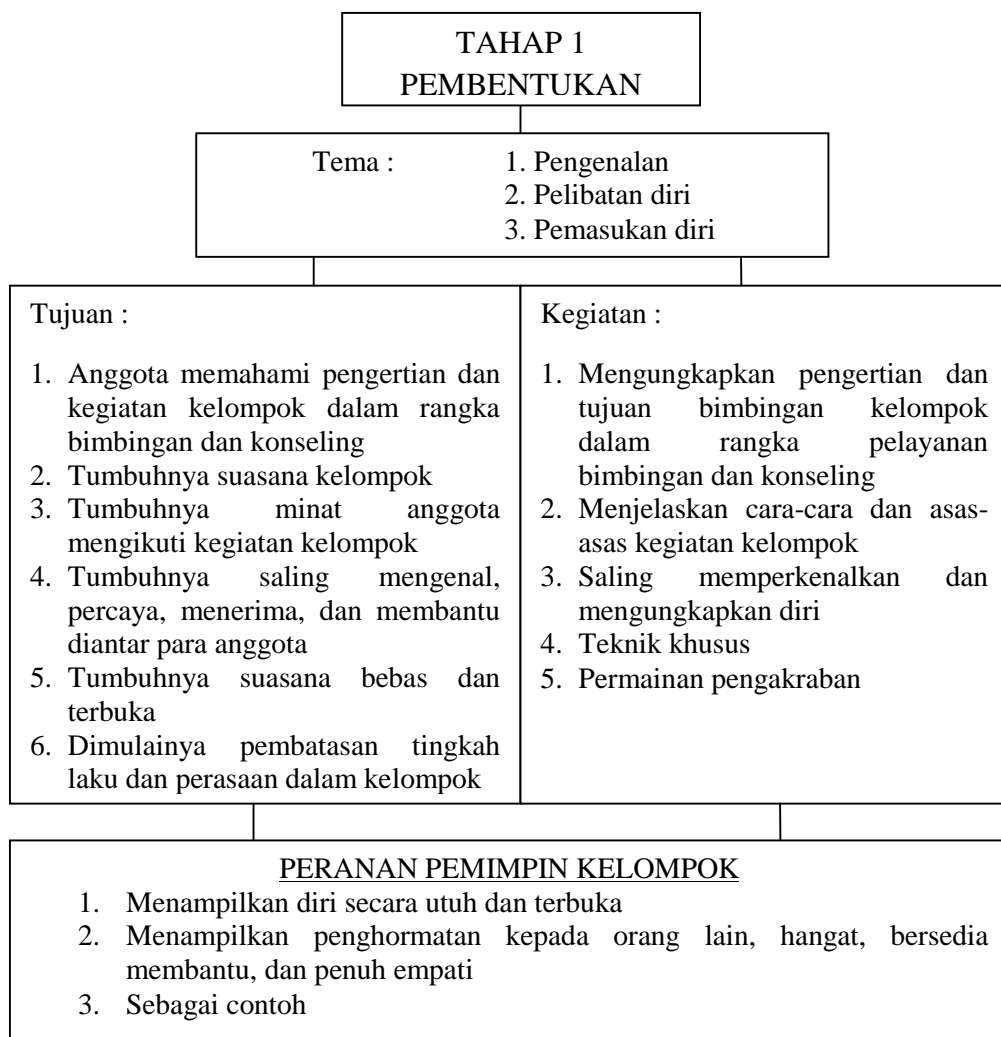 TAHAP 1
PEMBENTUKAN
Tema : 1. Pengenalan
2. Pelibatan diri
3. Pemasukan diri
Tujuan :
1. Anggota memahami pengertian dan
kegiatan kelompok dalam rangka
bimbingan dan konseling
2. Tumbuhnya suasana kelompok
3. Tumbuhnya minat anggota
mengikuti kegiatan kelompok
4. Tumbuhnya saling mengenal,
percaya, menerima, dan membantu
diantar para anggota
5. Tumbuhnya suasana bebas dan
terbuka
6. Dimulainya pembatasan tingkah
laku dan perasaan dalam kelompok
Kegiatan :
1. Mengungkapkan pengertian dan
tujuan bimbingan kelompok
dalam rangka pelayanan
bimbingan dan konseling
2. Menjelaskan cara-cara dan asas-
asas kegiatan kelompok
3. Saling memperkenalkan dan
mengungkapkan diri
4. Teknik khusus
5. Permainan pengakraban
PERANAN PEMIMPIN KELOMPOK
1. Menampilkan diri secara utuh dan terbuka
2. Menampilkan penghormatan kepada orang lain, hangat, bersedia
membantu, dan penuh empati
3. Sebagai contoh